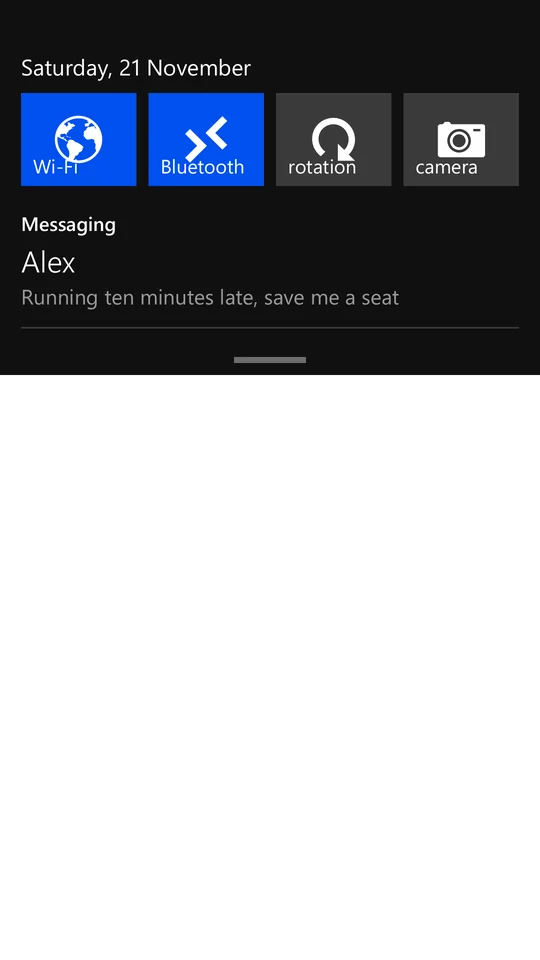 Saturday, 21 November
Wi-Fi
Bluetooth
rotation
camera
Messaging
Alex
Running ten minutes late, save me a seat